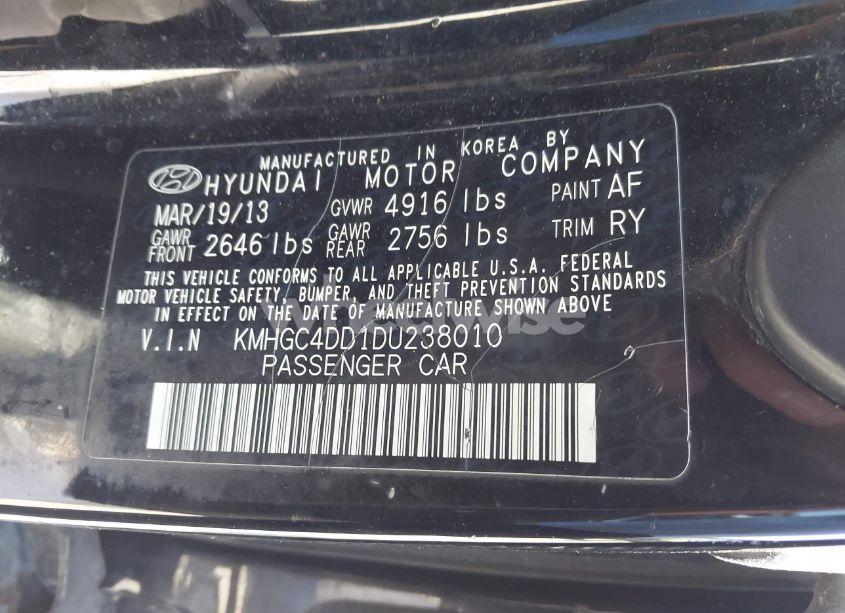 MANUFACTURED IN KOREA BY
HYUNDAI MOTOR COMPANY
MAR/19/13 GVWR 4916 lbs PAINT AF
GAWR FRONT 2646 lbs GAWR REAR 2756 lbs TRIM RY
THIS VEHICLE CONFORMS TO ALL APPLICABLE U.S.A. FEDERAL
MOTOR VEHICLE SAFETY, BUMPER, AND THEFT PREVENTION STANDARDS
IN EFFECT ON THE DATE OF MANUFACTURE SHOWN ABOVE
V.I.N KMHGC4DD1DU238010
PASSENGER CAR